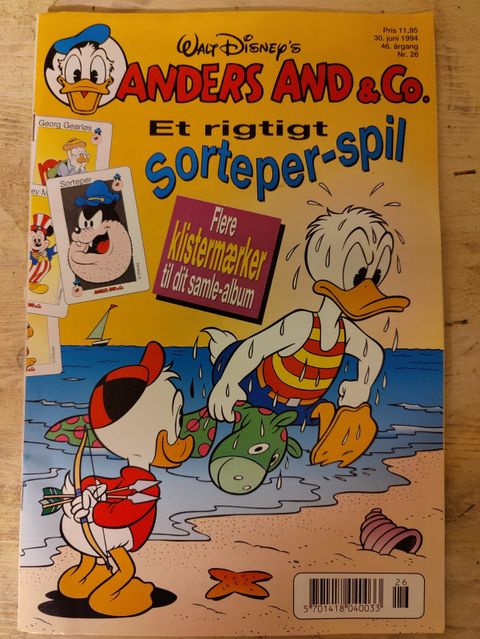 Walt Disney's
Pris 11,95
30. juni 1994
46. årgang
Nr. 26
ANDERS AND & Co.
Et rigtigt
Sorteper-spil
Georg Gearløs
Sorteper
Flere
klistermærker
til dit samle-album
26
5 701418 040033